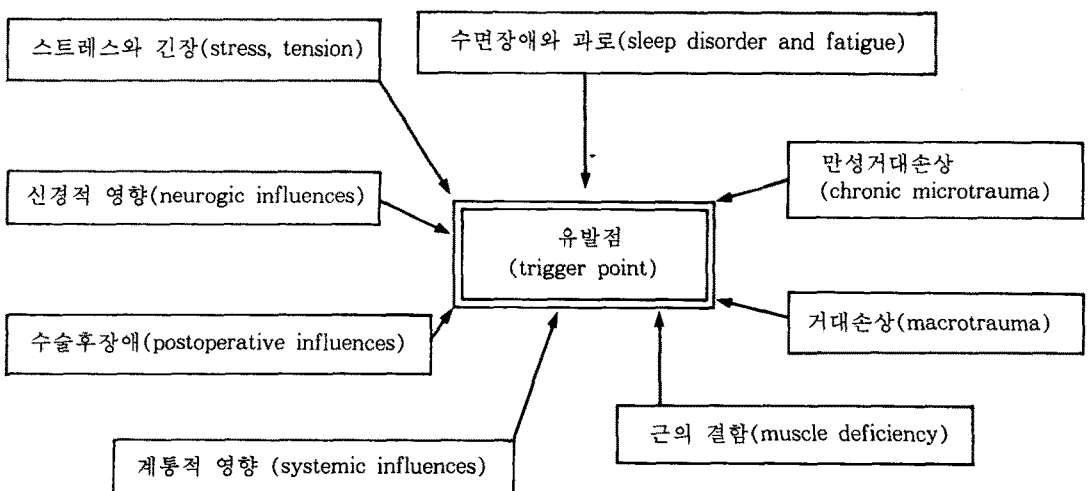 스트레스와 긴장(stress, tension)
수면장애와 과로(sleep disorder and fatigue)
신경적 영향(neurogic influences)
만성거대손상
(chronic microtrauma)
유발점
(trigger point)
수술후장애(postoperative influences)
거대손상(macrotrauma)
근의 결함(muscle deficiency)
계통적 영향 (systemic influences)